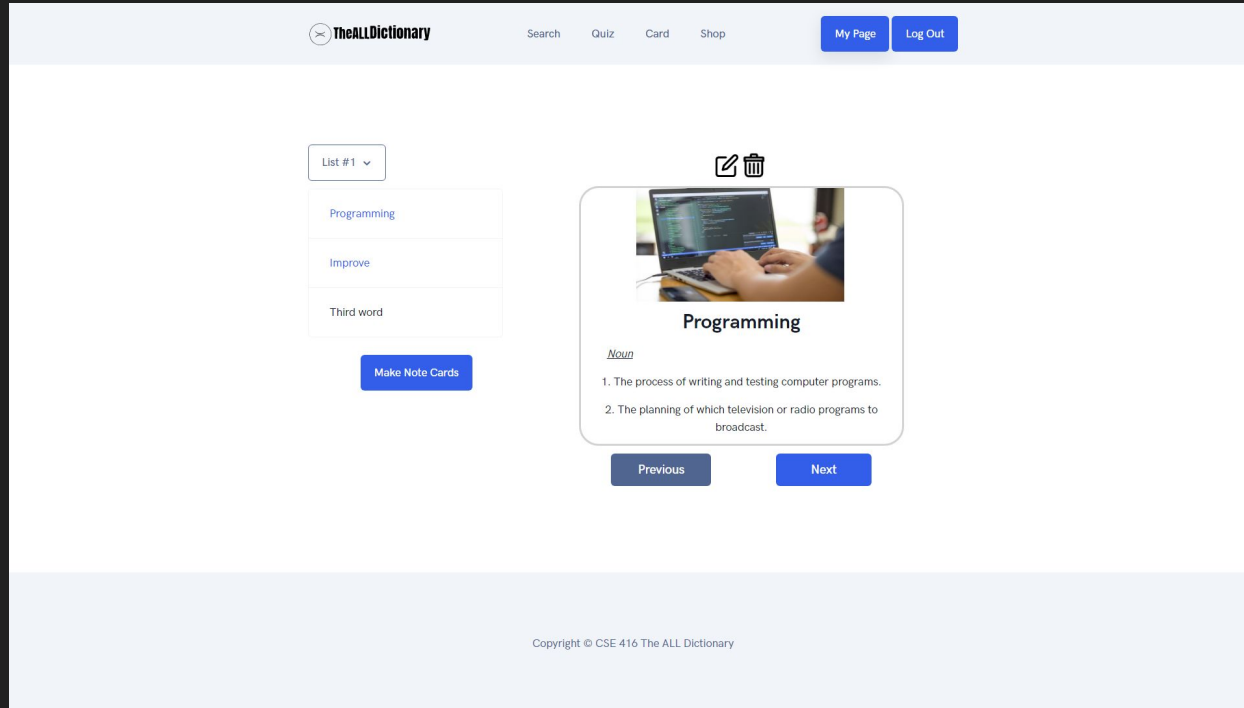 TheALLDictionary
Search
Quiz
Card
Shop
My Page
Log Out
List #1
Programming
Improve
Third word
Make Note Cards
Programming
Noun
1. The process of writing and testing computer programs.
2. The planning of which television or radio programs to
broadcast.
Previous
Next
Copyright © CSE 416 The ALL Dictionary